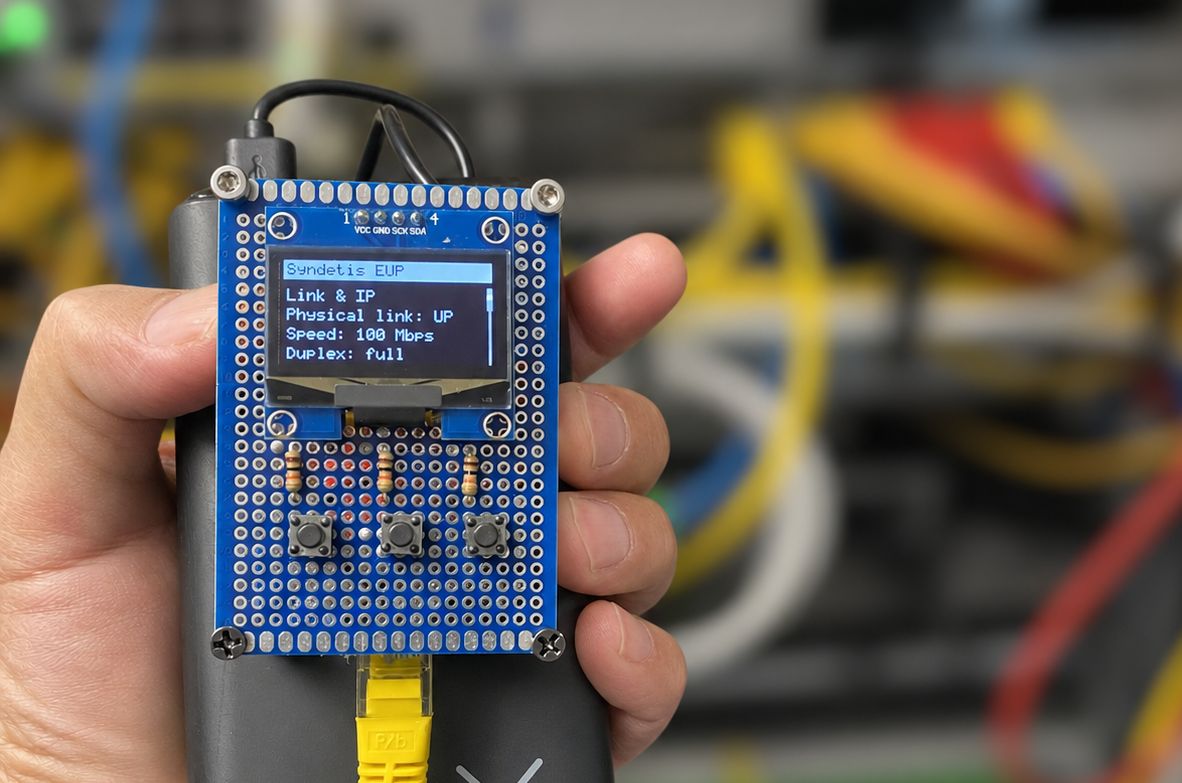 1 4
VCC GND SCK SDA
Syndetis EUP
Link & IP
Physical link: UP
Speed: 100 Mbps
Duplex: full
P/b